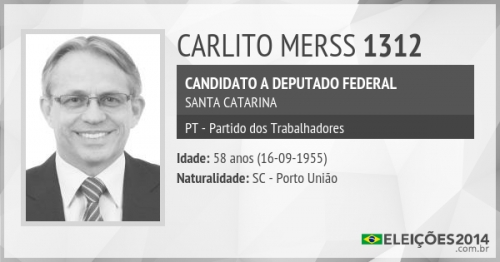 CARLITO MERSS 1312
CANDIDATO A DEPUTADO FEDERAL
SANTA CATARINA
PT - Partido dos Trabalhadores
Idade: 58 anos (16-09-1955)
Naturalidade: SC - Porto União
ELEIÇÕES2014
.com.br